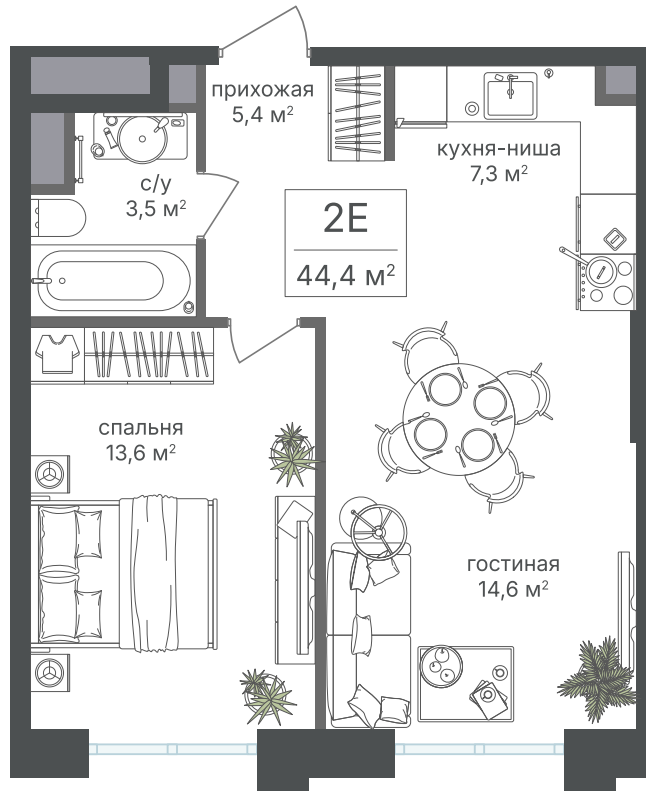 прихожая
5,4 м²
кухня-ниша
7,3 м²
с/у
3,5 м²
2Е
44,4 м²
спальня
13,6 м²
гостиная
14,6 м²